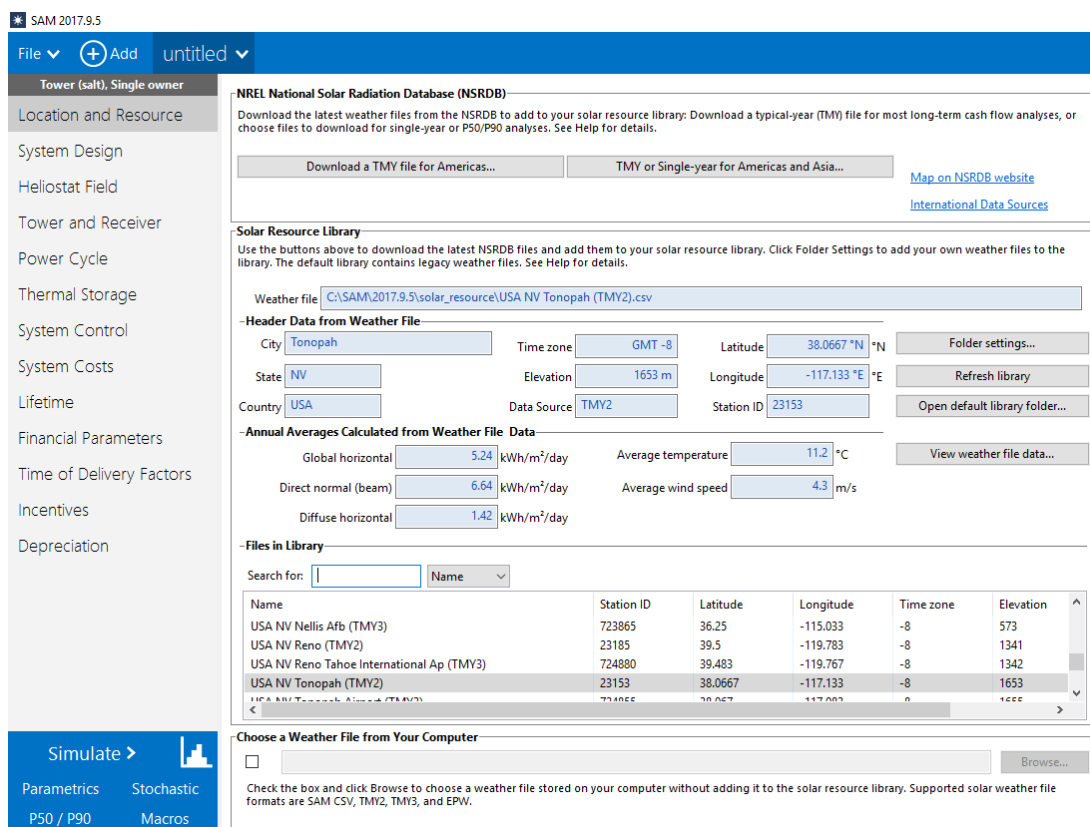 SAM 2017.9.5
File Add untitled
Tower (salt), Single owner
Location and Resource
System Design
Heliostat Field
Tower and Receiver
Power Cycle
Thermal Storage
System Control
System Costs
Lifetime
Financial Parameters
Time of Delivery Factors
Incentives
Depreciation
Simulate >
Parametrics Stochastic
P50 / P90 Macros
NREL National Solar Radiation Database (NSRDB)
Download the latest weather files from the NSRDB to add to your solar resource library: Download a typical-year (TMY) file for most long-term cash flow analyses, or
choose files to download for single-year or P50/P90 analyses. See Help for details.
Download a TMY file for Americas... TMY or Single-year for Americas and Asia...
Map on NSRDB website
International Data Sources
Solar Resource Library
Use the buttons above to download the latest NSRDB files and add them to your solar resource library. Click Folder Settings to add your own weather files to the
library. The default library contains legacy weather files. See Help for details.
Weather file C:\SAM\2017.9.5\solar_resource\USA NV Tonopah (TMY2).csv
Header Data from Weather File
City Tonopah Time zone GMT -8 Latitude 38.0667 °N °N Folder settings...
State NV Elevation 1653 m Longitude -117.133 °E °E Refresh library
Country USA Data Source TMY2 Station ID 23153 Open default library folder...
Annual Averages Calculated from Weather File Data
Global horizontal 5.24 kWh/m²/day Average temperature 11.2 °C View weather file data...
Direct normal (beam) 6.64 kWh/m²/day Average wind speed 4.3 m/s
Diffuse horizontal 1.42 kWh/m²/day
Files in Library
Search for: Name
Name Station ID Latitude Longitude Time zone Elevation
USA NV Nellis Afb (TMY3) 723865 36.25 -115.033 -8 573
USA NV Reno (TMY2) 23185 39.5 -119.783 -8 1341
USA NV Reno Tahoe International Ap (TMY3) 724880 39.483 -119.767 -8 1342
USA NV Tonopah (TMY2) 23153 38.0667 -117.133 -8 1653
USA NV Tonopah Airport
Choose a Weather File from Your Computer
Browse...
Check the box and click Browse to choose a weather file stored on your computer without adding it to the solar resource library. Supported solar weather file
formats are SAM CSV, TMY2, TMY3, and EPW.